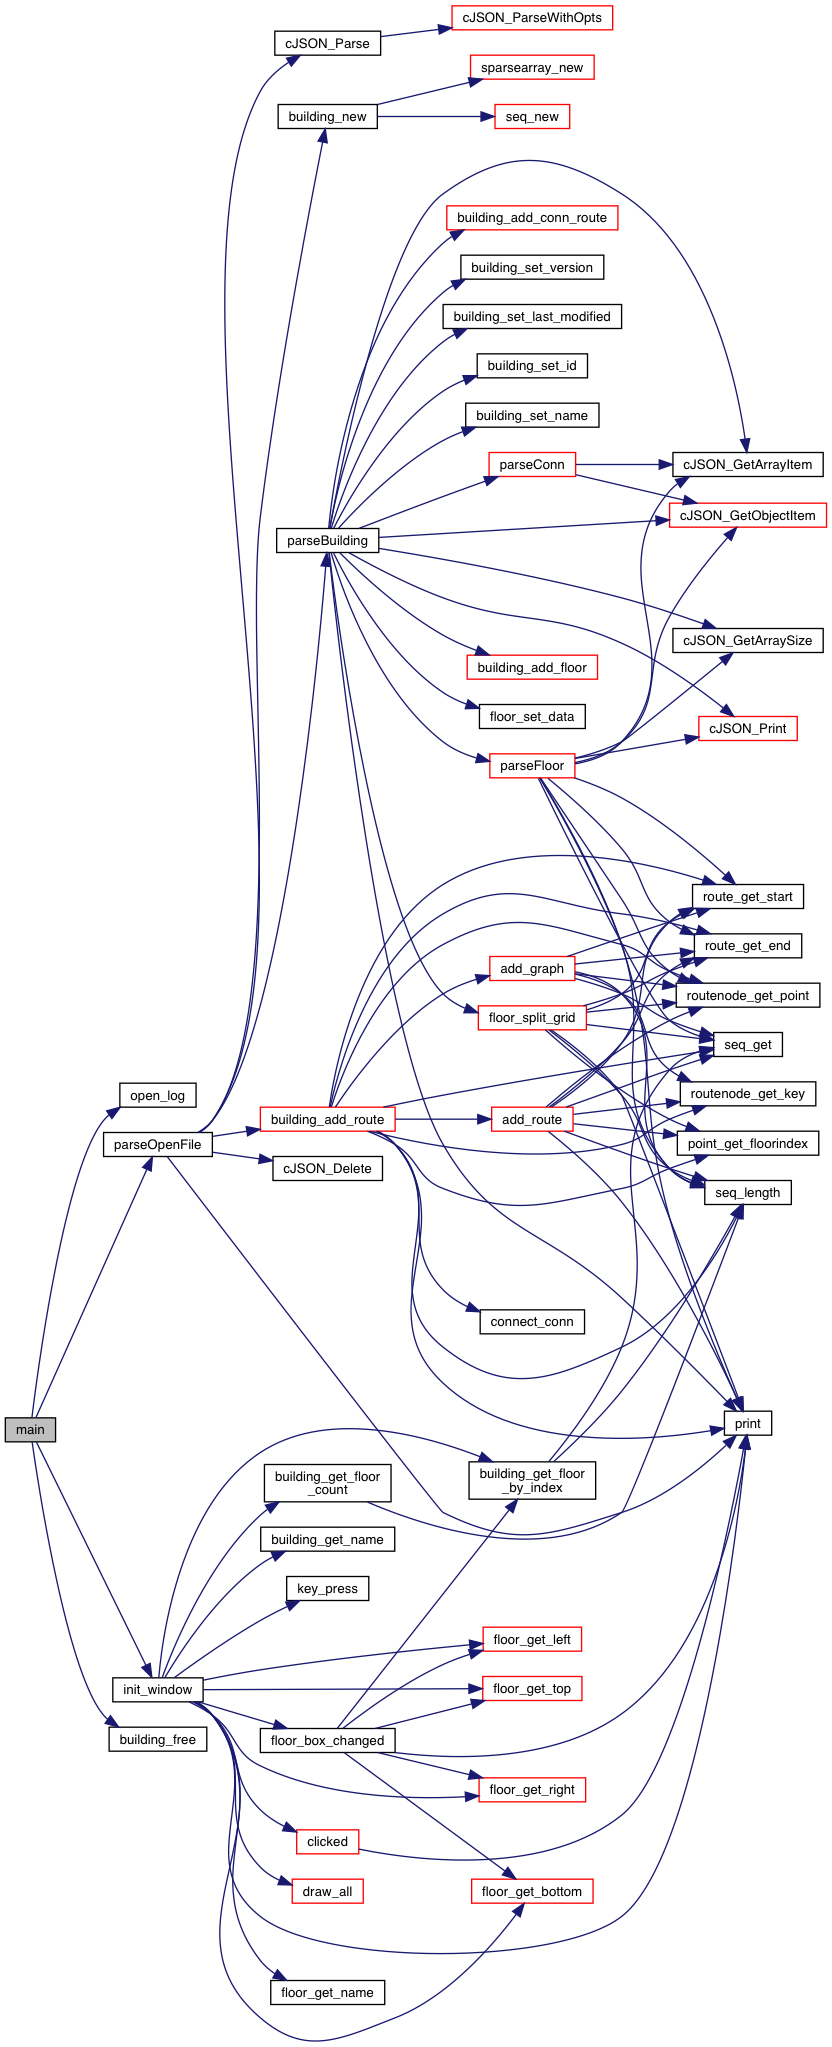 cJSON_ParseWithOpts
cJSON_Parse
sparsearray_new
building_new
seq_new
building_add_conn_route
building_set_version
building_set_last_modified
building_set_id
building_set_name
parseConn
cJSON_GetArrayItem
cJSON_GetObjectItem
parseBuilding
cJSON_GetArraySize
building_add_floor
floor_set_data
cJSON_Print
parseFloor
route_get_start
route_get_end
add_graph
routenode_get_point
floor_split_grid
seq_get
open_log
routenode_get_key
building_add_route
add_route
parseOpenFile
point_get_floorindex
cJSON_Delete
seq_length
connect_conn
main
print
building_get_floor
_count
building_get_floor
_by_index
building_get_name
key_press
floor_get_left
init_window
floor_get_top
building_free
floor_box_changed
floor_get_right
clicked
draw_all
floor_get_bottom
floor_get_name